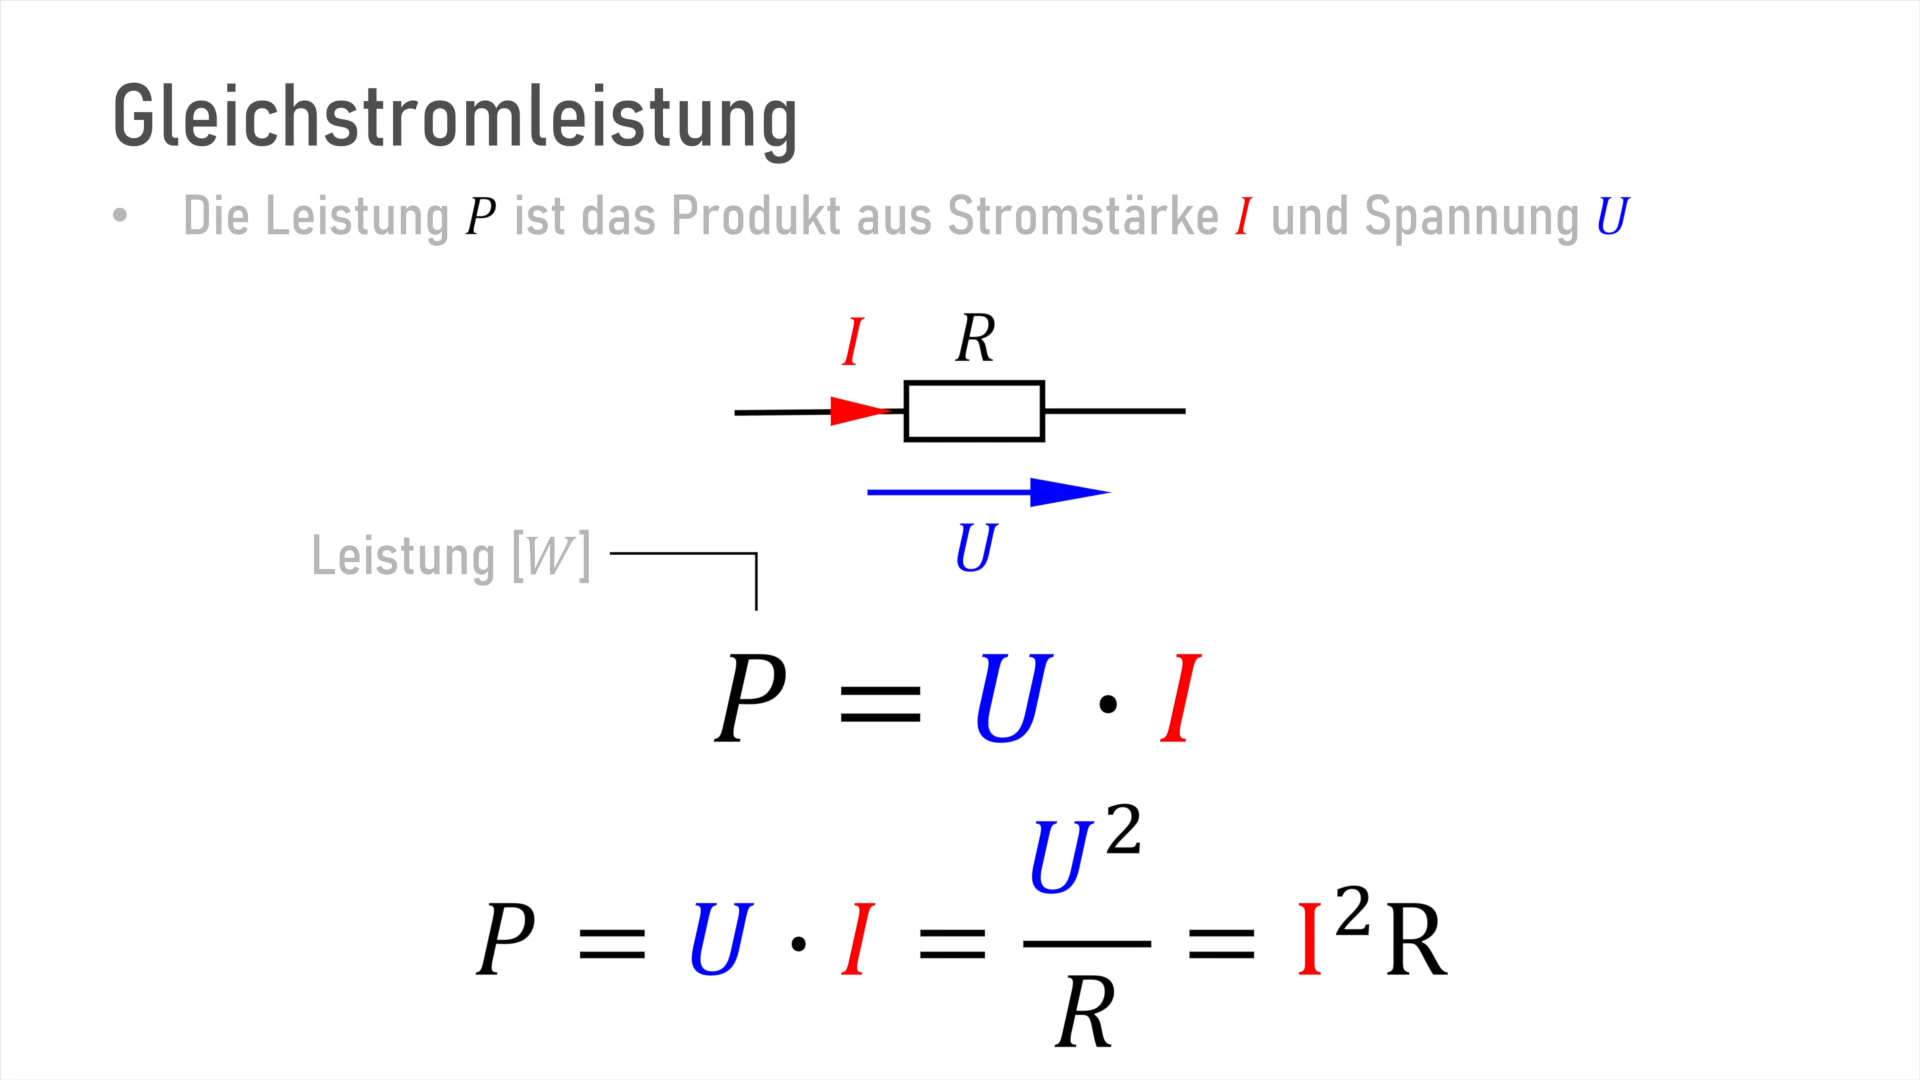 Gleichstromleistung
• Die Leistung P ist das Produkt aus Stromstärke I und Spannung U
I R
U
Leistung [W]
P = U · I
P = U · I = U²/R = I²R